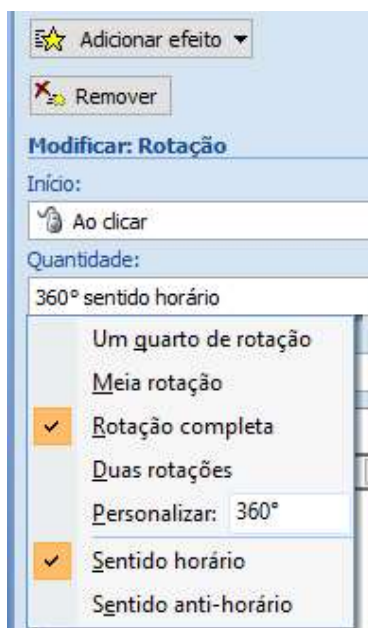 Adicionar efeito
Remover
Modificar: Rotação
Início:
Ao clicar
Quantidade:
360° sentido horário
Um quarto de rotação
Meia rotação
Rotação completa
Duas rotações
Personalizar: 360°
Sentido horário
Sentido anti-horário